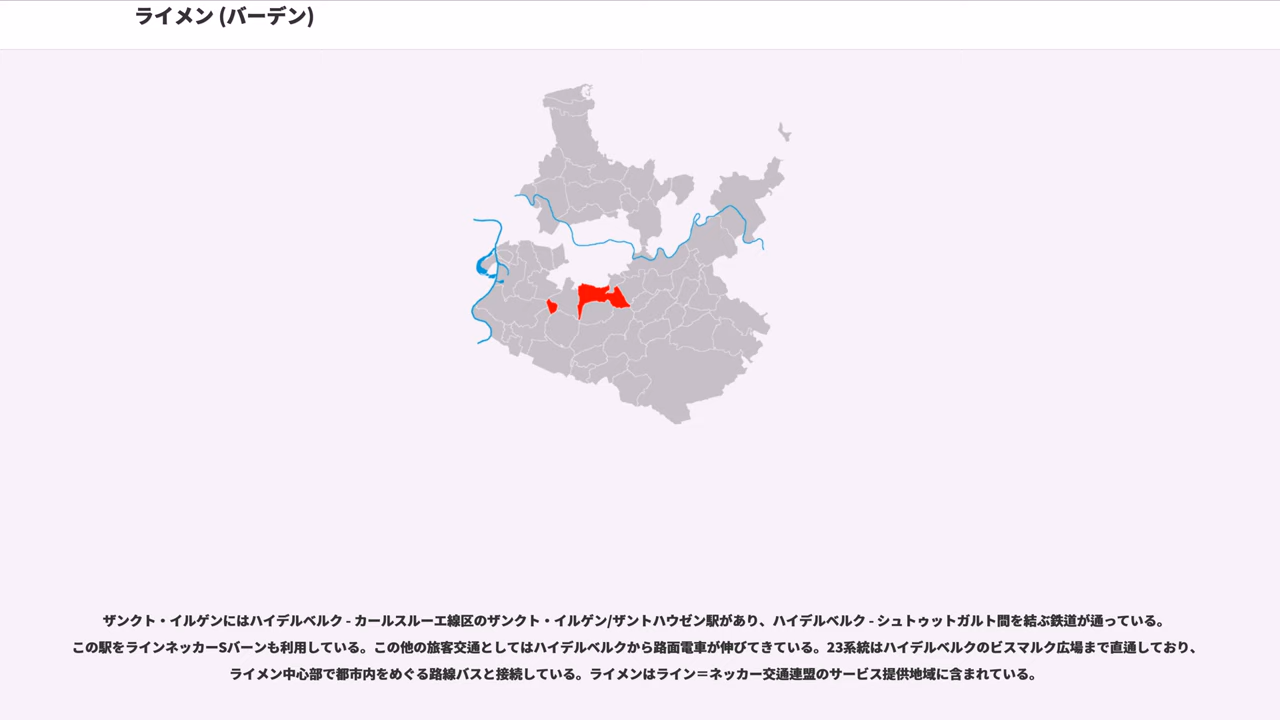 ライメン (バーデン)
ザンクト・イルゲンにはハイデルベルク - カールスルーエ線区のザンクト・イルゲン/ザントハウゼン駅があり、ハイデルベルク - シュトゥットガルト間を結ぶ鉄道が通っている。
この駅をラインネッカーSバーンも利用している。この他の旅客交通としてはハイデルベルクから路面電車が伸びてきている。23系統はハイデルベルクのビスマルク広場まで直通しており、
ライメン中心部で都市内をめぐる路線バスと接続している。ライメンはライン＝ネッカー交通連盟のサービス提供地域に含まれている。